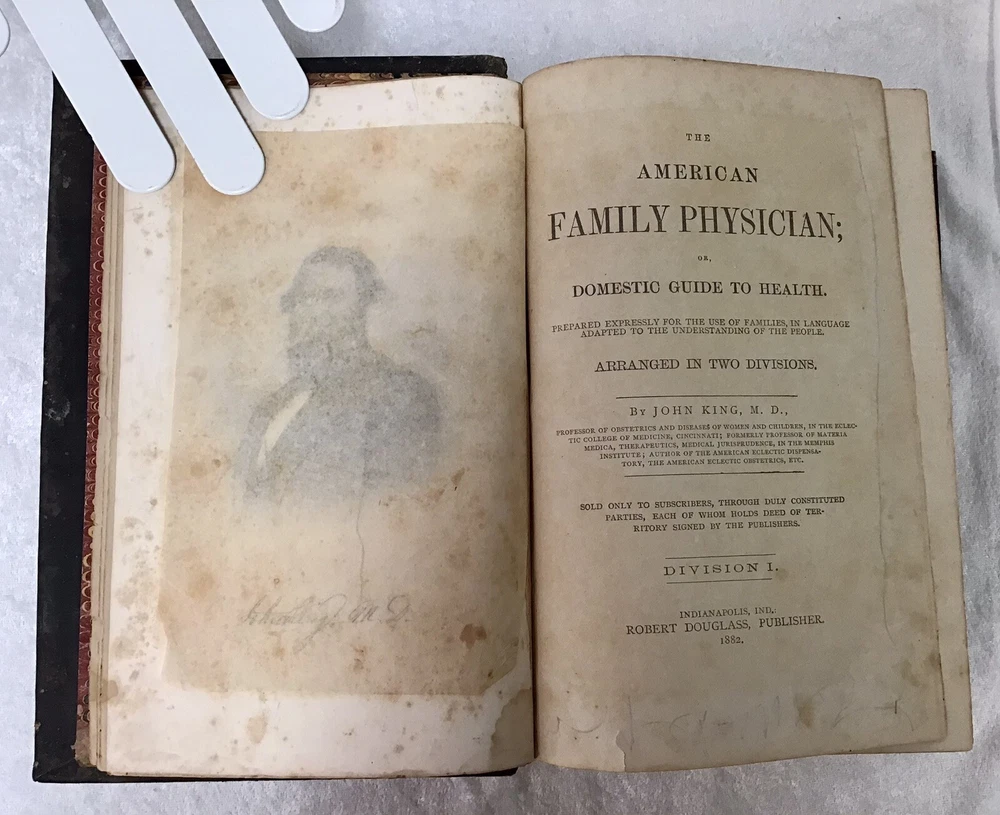 John King, M. D.
THE
AMERICAN
FAMILY PHYSICIAN;
OR,
DOMESTIC GUIDE TO HEALTH.
PREPARED EXPRESSLY FOR THE USE OF FAMILIES, IN LANGUAGE
ADAPTED TO THE UNDERSTANDING OF THE PEOPLE.
ARRANGED IN TWO DIVISIONS.
BY JOHN KING, M. D.,
PROFESSOR OF OBSTETRICS AND DISEASES OF WOMEN AND CHILDREN, IN THE ECLEC-
TIC COLLEGE OF MEDICINE, CINCINNATI; FORMERLY PROFESSOR OF MATERIA
MEDICA, THERAPEUTICS, MEDICAL JURISPRUDENCE, IN THE MEMPHIS
INSTITUTE; AUTHOR OF THE AMERICAN ECLECTIC DISPENSA-
TORY, THE AMERICAN ECLECTIC OBSTETRICS, ETC.
SOLD ONLY TO SUBSCRIBERS, THROUGH DULY CONSTITUTED
PARTIES, EACH OF WHOM HOLDS DEED OF TER-
RITORY SIGNED BY THE PUBLISHERS.
DIVISION I.
INDIANAPOLIS, IND.:
ROBERT DOUGLASS, PUBLISHER.
1882.